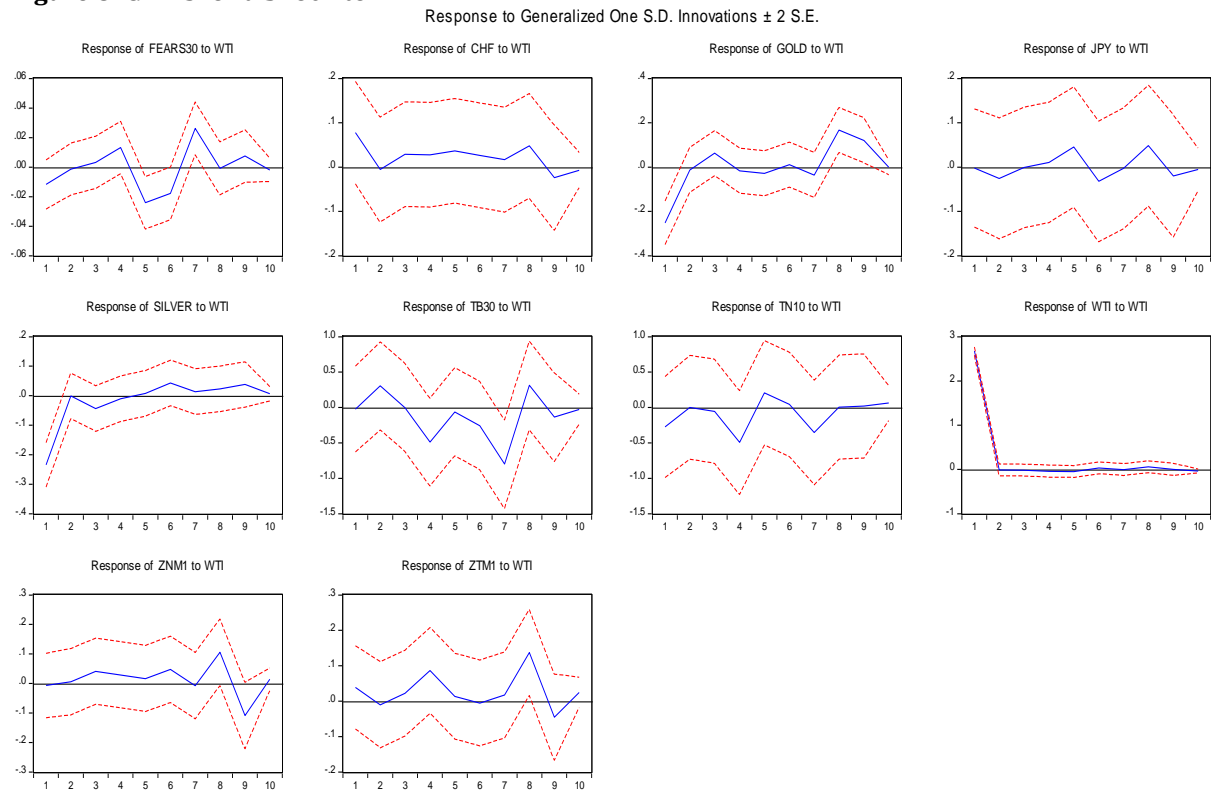 Response to Generalized One S.D. Innovations ± 2 S.E.
Response of FEARS30 to WTI
.06
.04
.02
.00
-.02
-.04
-.06
1 2 3 4 5 6 7 8 9 10
Response of CHF to WTI
.2
.1
.0
-.1
-.2
1 2 3 4 5 6 7 8 9 10
Response of GOLD to WTI
.4
.2
.0
-.2
-.4
1 2 3 4 5 6 7 8 9 10
Response of JPY to WTI
.2
.1
.0
-.1
-.2
1 2 3 4 5 6 7 8 9 10
Response of SILVER to WTI
.2
.1
.0
-.1
-.2
-.3
-.4
1 2 3 4 5 6 7 8 9 10
Response of TB30 to WTI
1.0
0.5
0.0
-0.5
-1.0
-1.5
1 2 3 4 5 6 7 8 9 10
Response of TN10 to WTI
1.0
0.5
0.0
-0.5
-1.0
-1.5
1 2 3 4 5 6 7 8 9 10
Response of WTI to WTI
3
2
1
0
-1
1 2 3 4 5 6 7 8 9 10
Response of ZNM1 to WTI
.3
.2
.1
.0
-.1
-.2
-.3
1 2 3 4 5 6 7 8 9 10
Response of ZTM1 to WTI
.3
.2
.1
.0
-.1
-.2
1 2 3 4 5 6 7 8 9 10